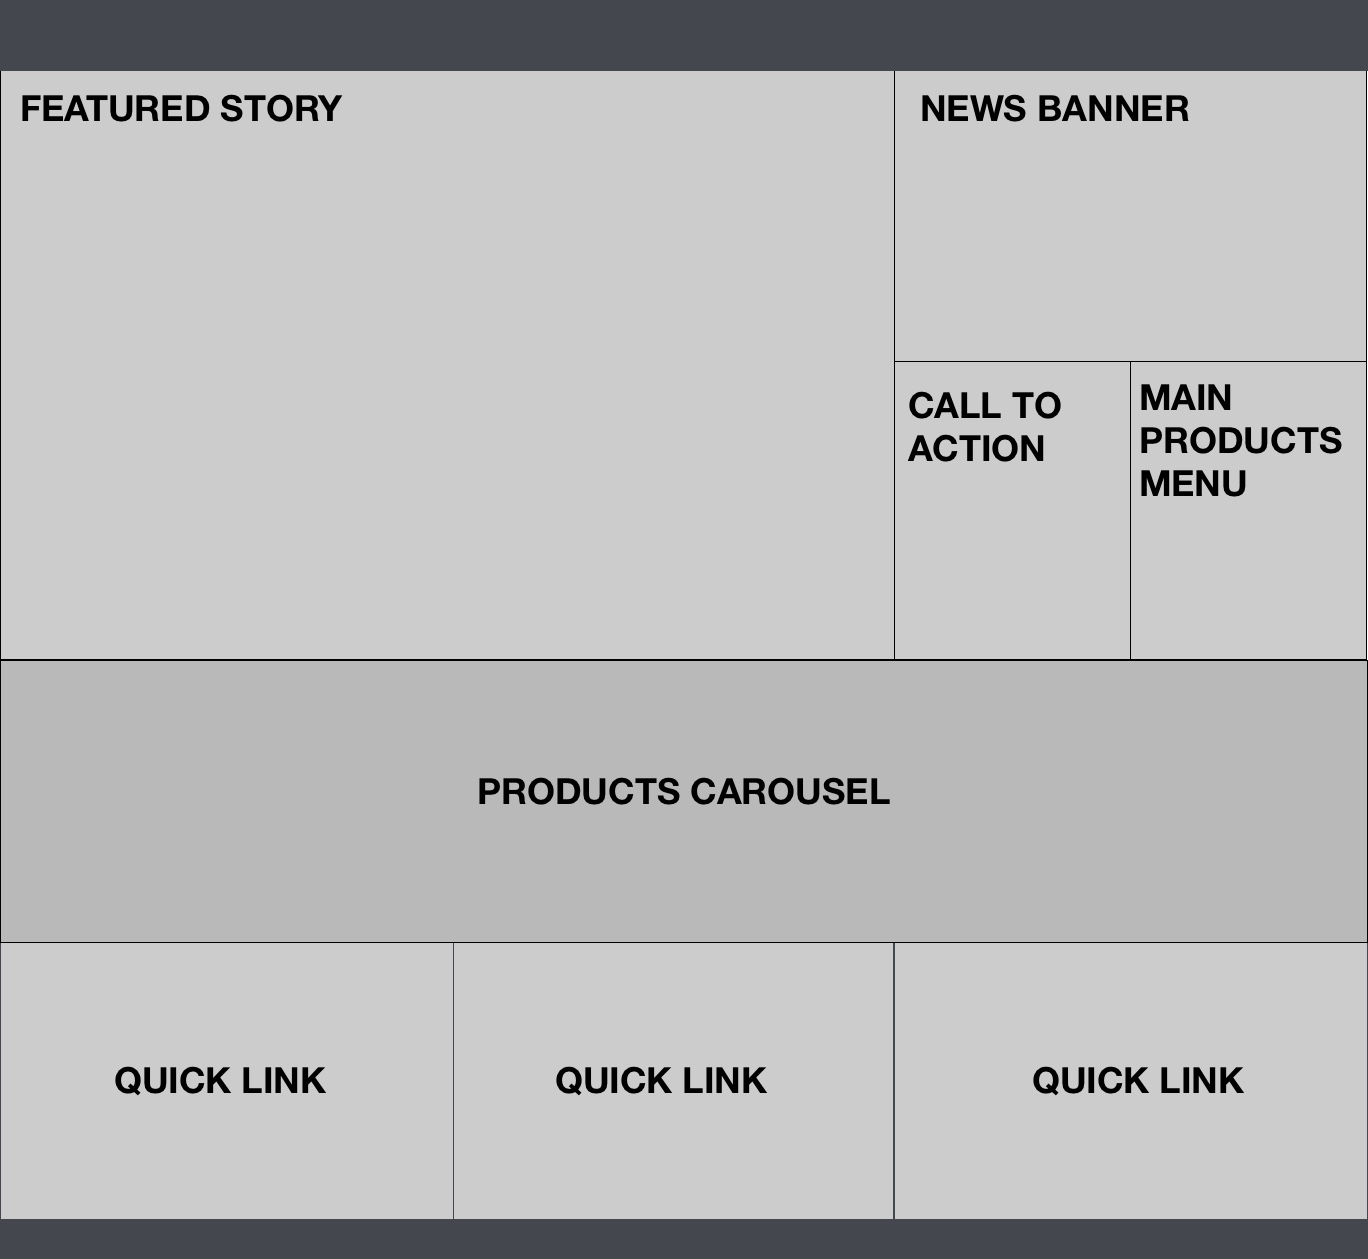 FEATURED STORY
NEWS BANNER
CALL TO
ACTION
MAIN
PRODUCTS
MENU
PRODUCTS CAROUSEL
QUICK LINK
QUICK LINK
QUICK LINK